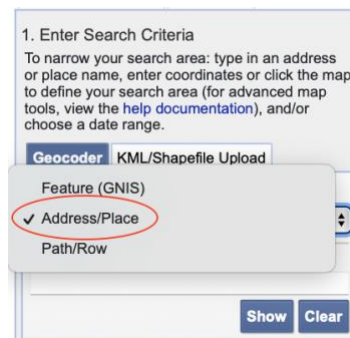 1. Enter Search Criteria
To narrow your search area: type in an address
or place name, enter coordinates or click the map
to define your search area (for advanced map
tools, view the help documentation), and/or
choose a date range.
Geocoder KML/Shapefile Upload
Feature (GNIS)
✓ Address/Place
Path/Row
Show Clear